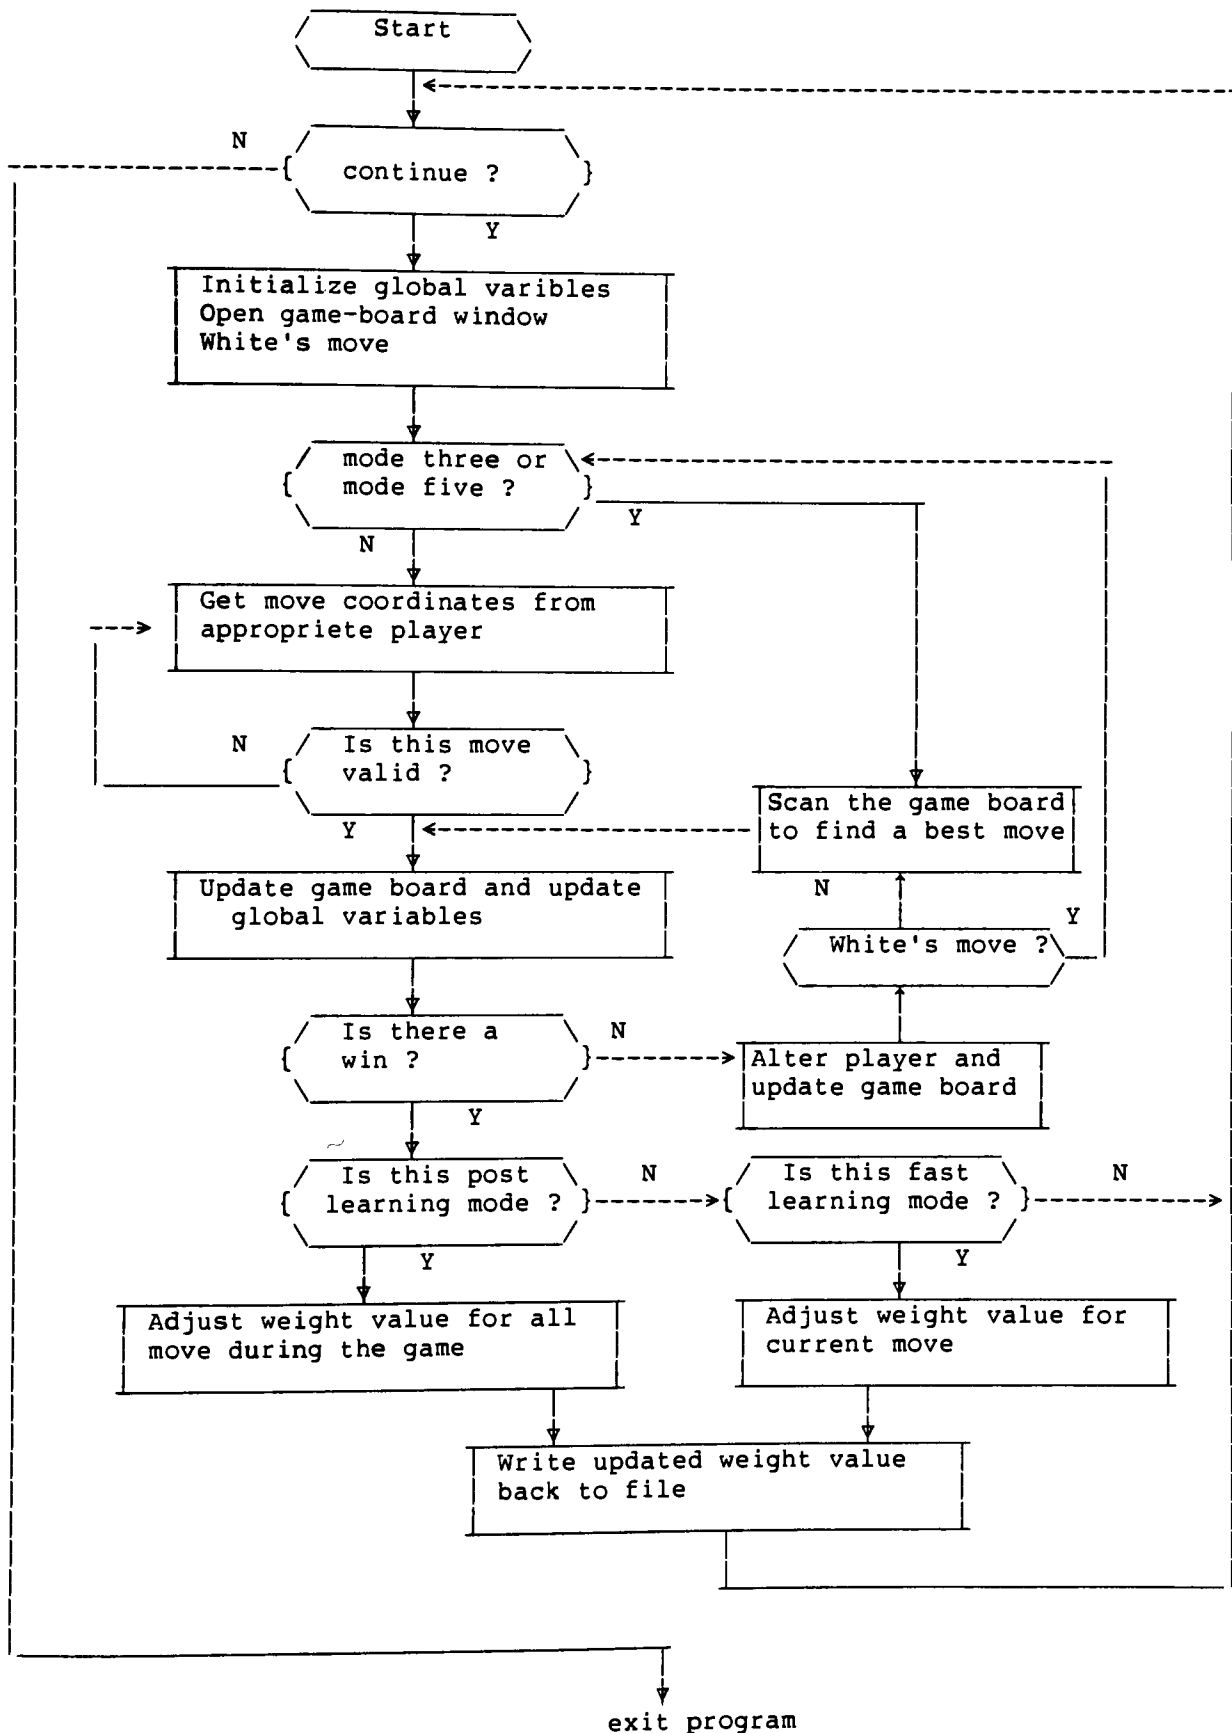 Start
N
continue ?
Y
Initialize global varibles
Open game-board window
White's move
mode three or
mode five ?
Y
N
Get move coordinates from
appropriete player
N
Is this move
valid ?
Y
Scan the game board
to find a best move
N
Y
White's move ?
Update game board and update
global variables
Is there a
win ?
N
Y
Alter player and
update game board
Is this post
learning mode ?
N
Y
Is this fast
learning mode ?
N
Y
Adjust weight value for all
move during the game
Adjust weight value for
current move
Write updated weight value
back to file
exit program